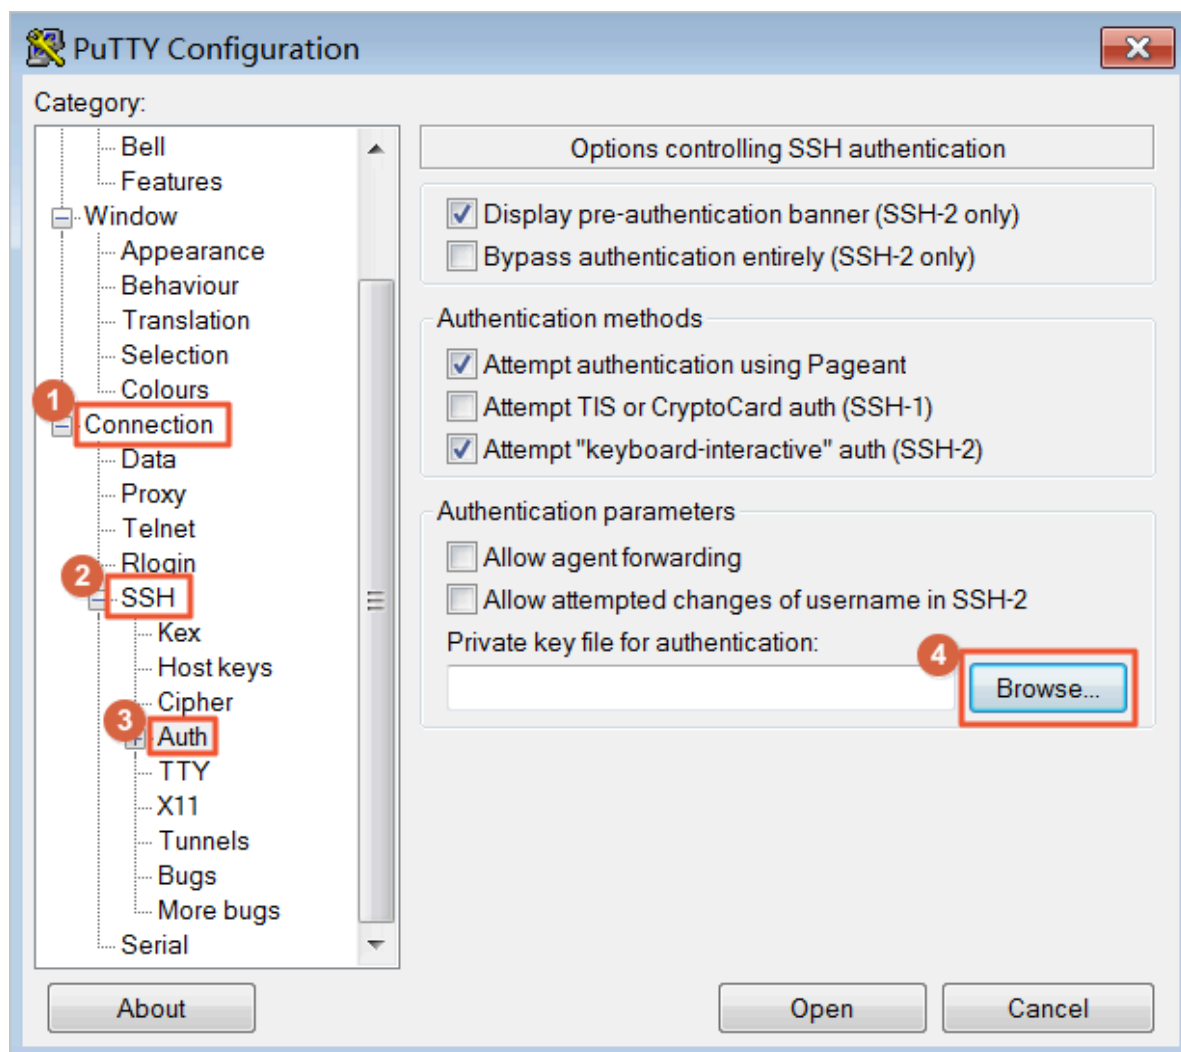 PuTTY Configuration
Category:
Bell
Features
Window
Appearance
Behaviour
Translation
Selection
Colours
1
Connection
Data
Proxy
Telnet
Rlogin
2
SSH
Kex
Host keys
Cipher
3
Auth
TTY
X11
Tunnels
Bugs
More bugs
Serial
Options controlling SSH authentication
Display pre-authentication banner (SSH-2 only)
Bypass authentication entirely (SSH-2 only)
Authentication methods
Attempt authentication using Pageant
Attempt TIS or CryptoCard auth (SSH-1)
Attempt "keyboard-interactive" auth (SSH-2)
Authentication parameters
Allow agent forwarding
Allow attempted changes of username in SSH-2
Private key file for authentication:
4
Browse...
About
Open
Cancel